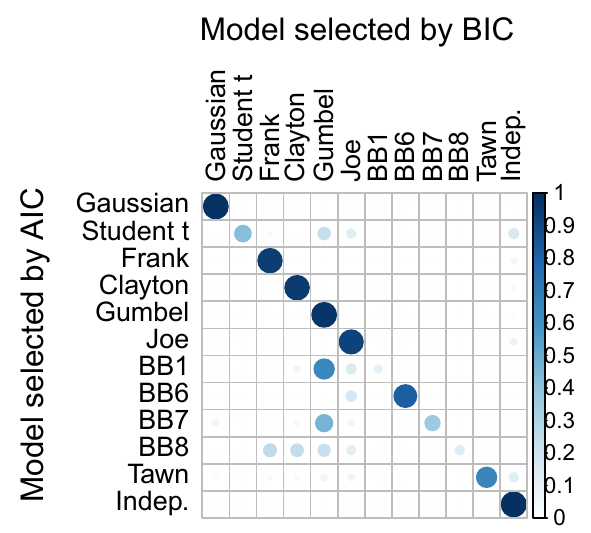 Model selected by BIC
Gaussian
Student t
Frank
Clayton
Gumbel
Joe
BB1
BB6
BB7
BB8
Tawn
Indep.
Model selected by AIC
Gaussian
Student t
Frank
Clayton
Gumbel
Joe
BB1
BB6
BB7
BB8
Tawn
Indep.
1
0.9
0.8
0.7
0.6
0.5
0.4
0.3
0.2
0.1
0